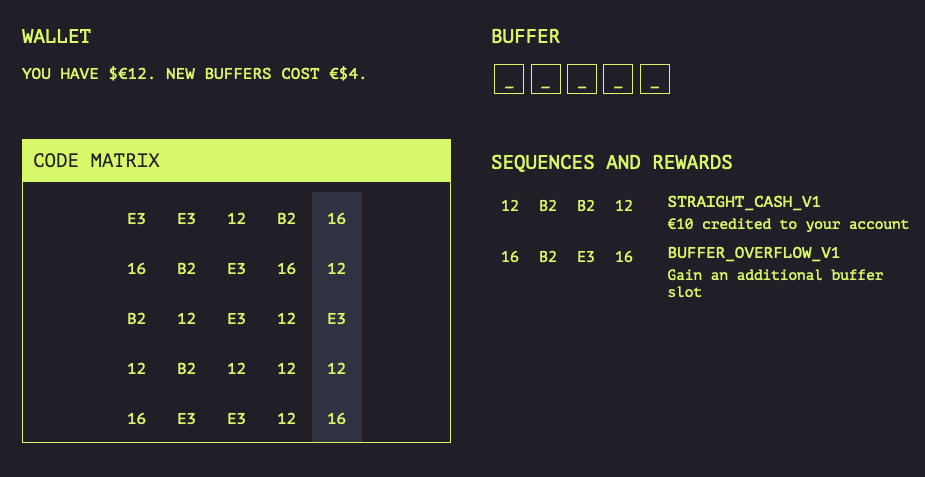 WALLET
YOU HAVE $€12. NEW BUFFERS COST €$4.
BUFFER
_ _ _ _ _
CODE MATRIX
E3 E3 12 B2 16
16 B2 E3 16 12
B2 12 E3 12 E3
12 B2 12 12 12
16 E3 E3 12 16
SEQUENCES AND REWARDS
12 B2 B2 12 STRAIGHT_CASH_V1
€10 credited to your account
16 B2 E3 16 BUFFER_OVERFLOW_V1
Gain an additional buffer
slot